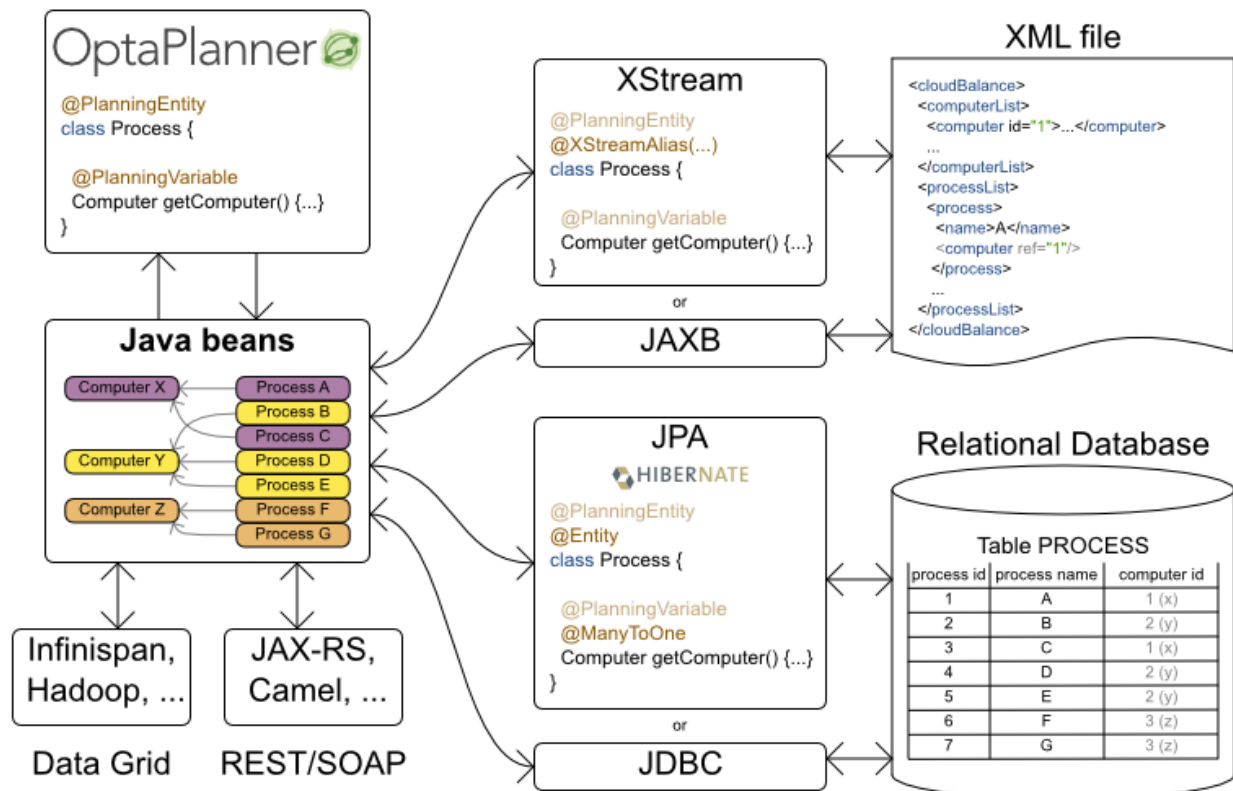 OptaPlanner
@PlanningEntity
class Process {
@PlanningVariable
Computer getComputer() {...}
}
Java beans
Computer X
Computer Y
Computer Z
Process A
Process B
Process C
Process D
Process E
Process F
Process G
Infinispan,
Hadoop, ...
Data Grid
JAX-RS,
Camel, ...
REST/SOAP
XStream
@PlanningEntity
@XStreamAlias(...)
class Process {
@PlanningVariable
Computer getComputer() {...}
}
or
JAXB
JPA
HIBERNATE
@PlanningEntity
@Entity
class Process {
@PlanningVariable
@ManyToOne
Computer getComputer() {...}
}
or
JDBC
XML file
<cloudBalance>
<computerList>
<computer id="1">...</computer>
...
</computerList>
<processList>
<process>
<name>A</name>
<computer ref="1"/>
</process>
...
</processList>
</cloudBalance>
Relational Database
Table PROCESS
process id process name computer id
1 A 1 (x)
2 B 2 (y)
3 C 1 (x)
4 D 2 (y)
5 E 2 (y)
6 F 3 (z)
7 G 3 (z)